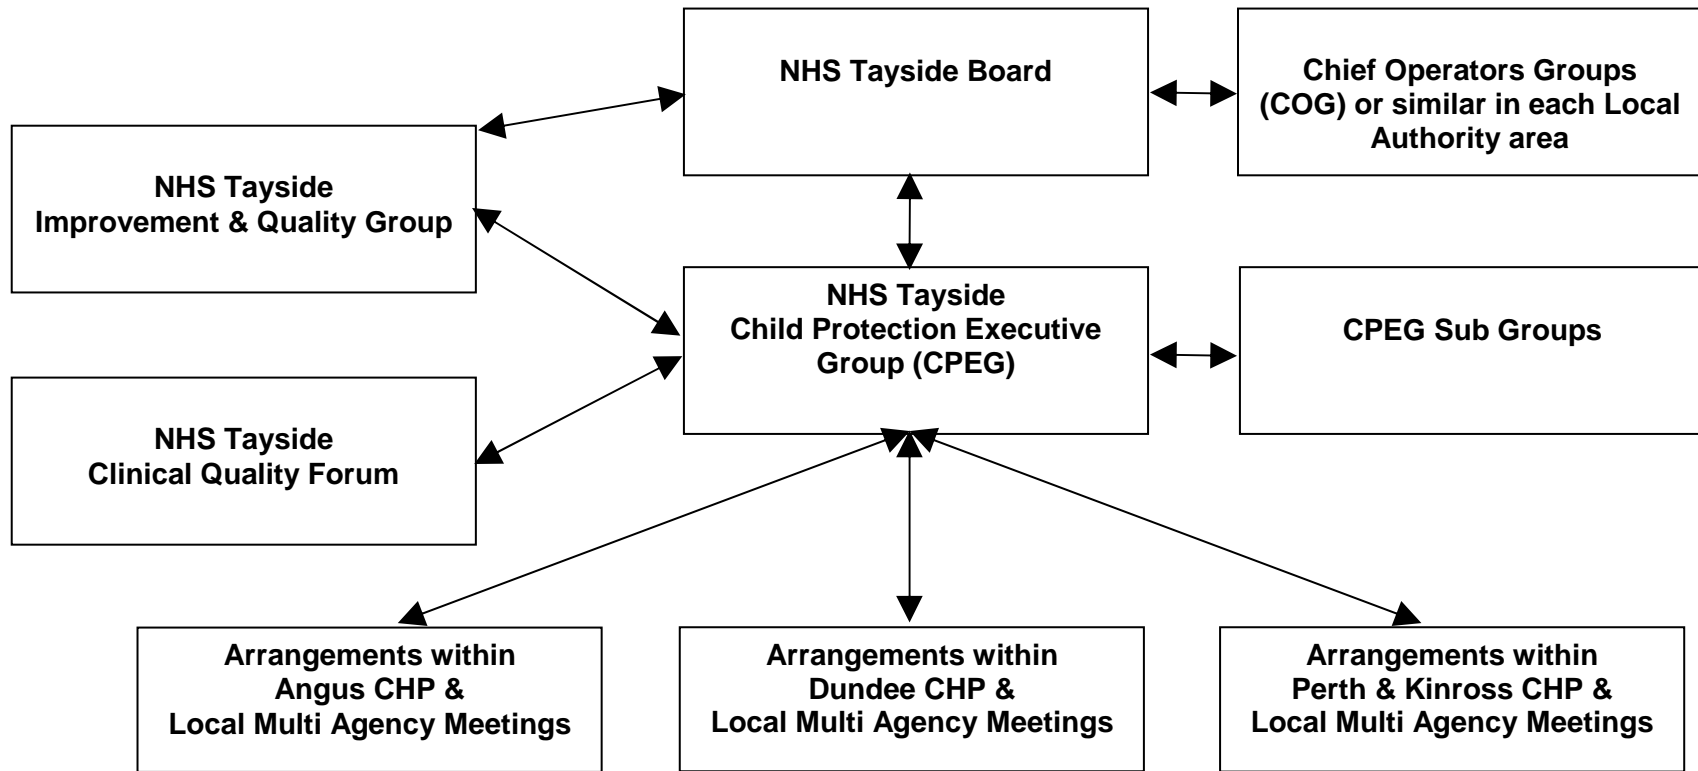 NHS Tayside Board
Chief Operators Groups
(COG) or similar in each Local
Authority area
NHS Tayside
Improvement & Quality Group
NHS Tayside
Child Protection Executive
Group (CPEG)
CPEG Sub Groups
NHS Tayside
Clinical Quality Forum
Arrangements within
Angus CHP &
Local Multi Agency Meetings
Arrangements within
Dundee CHP &
Local Multi Agency Meetings
Arrangements within
Perth & Kinross CHP &
Local Multi Agency Meetings